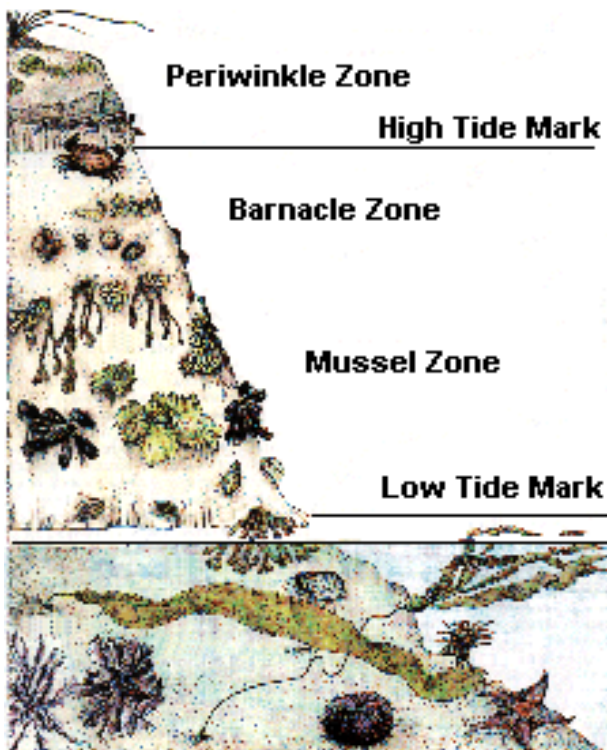 Periwinkle Zone
High Tide Mark
Barnacle Zone
Mussel Zone
Low Tide Mark